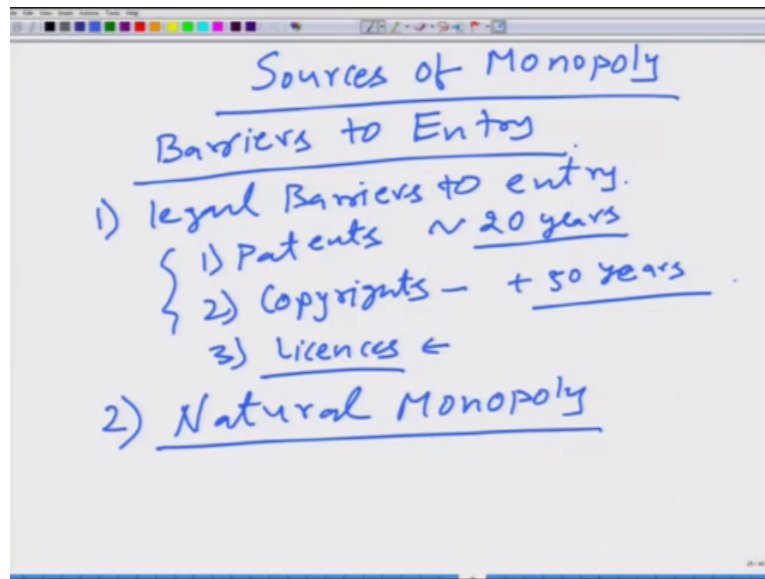 Sources of Monopoly
Barriers to Entry
1) legal Barriers to entry.
1) Patents ~ 20 years
2) Copyrights - + 50 years
3) Licences ←
2) Natural Monopoly